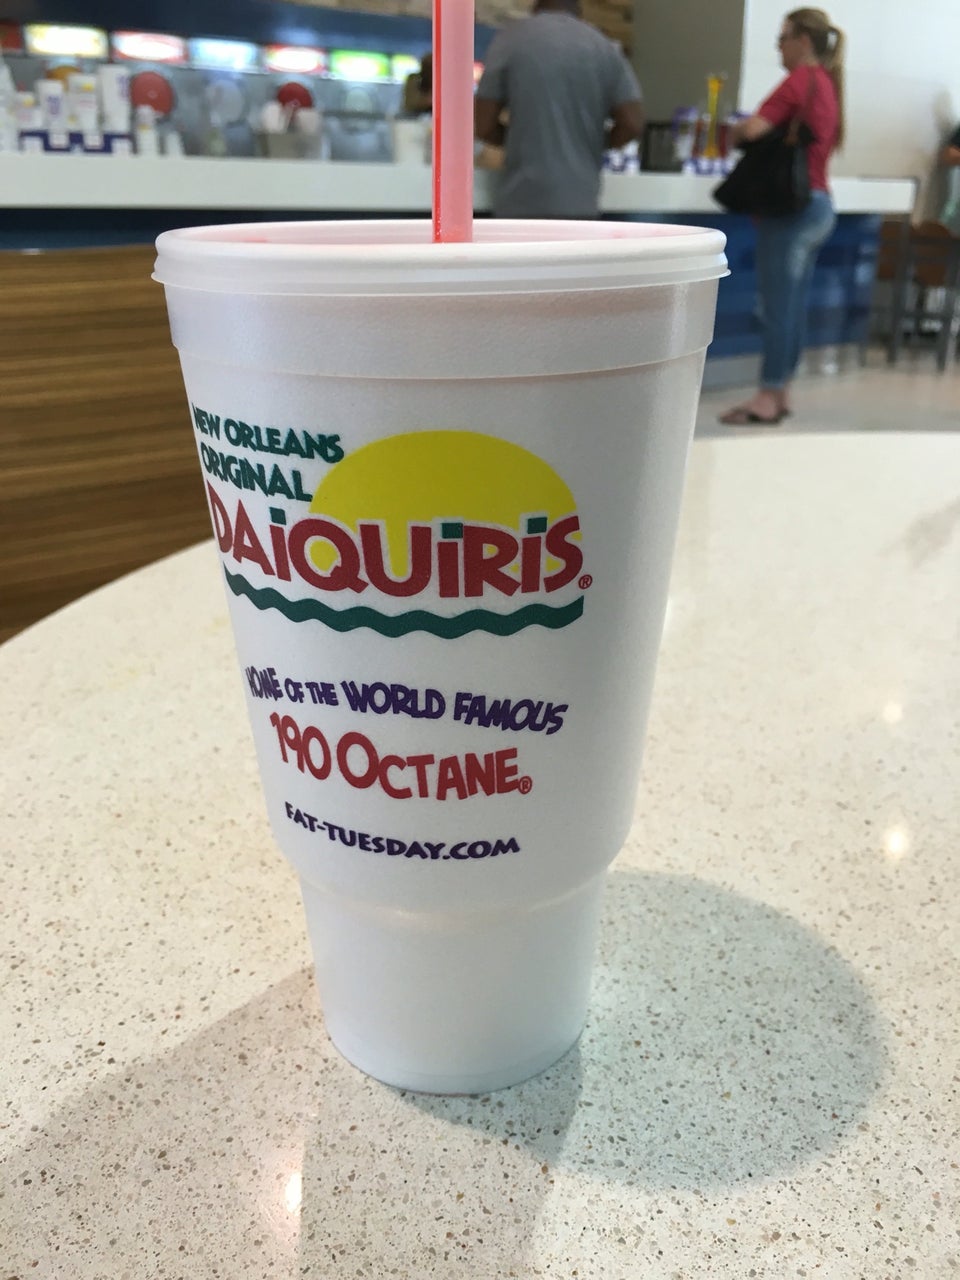 NEW ORLEANS
ORIGINAL
DAiQUiRiS®
HOME OF THE WORLD FAMOUS
190 OCTANE®
FAT-TUESDAY.COM